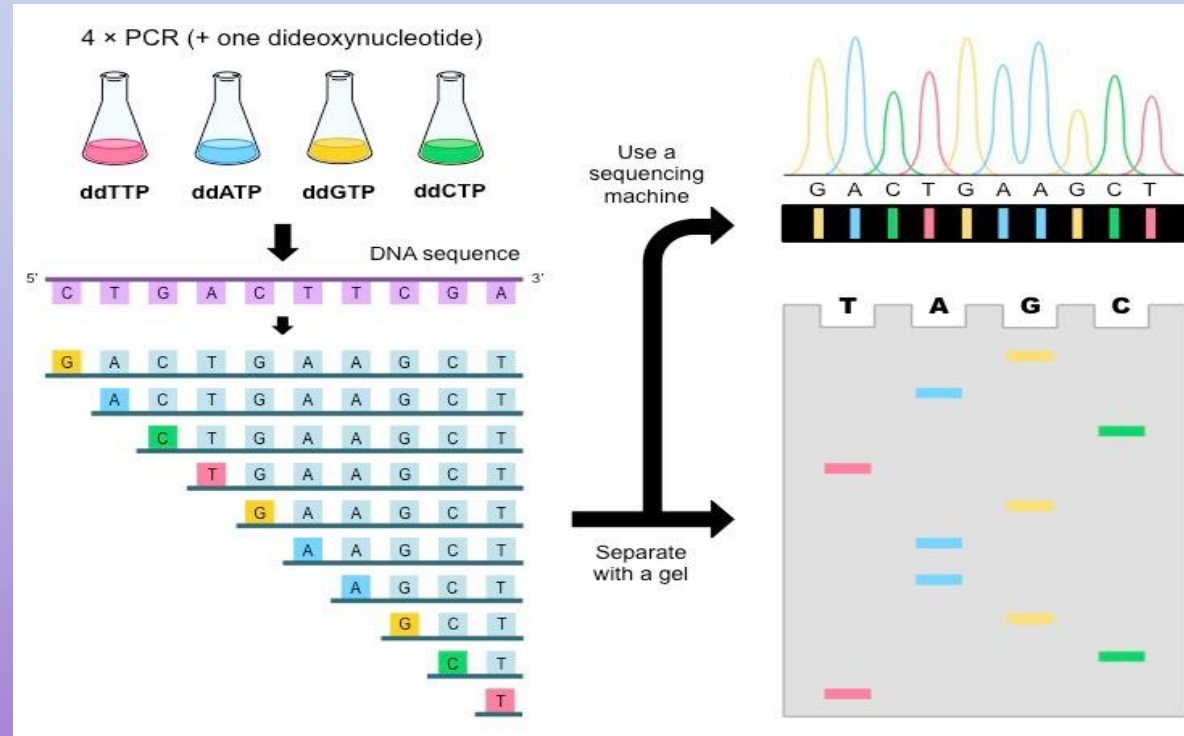 4 × PCR (+ one dideoxynucleotide)
ddTTP ddATP ddGTP ddCTP
DNA sequence
5' 3'
C T G A C T T C G A
G A C T G A A G C T
A C T G A A G C T
C T G A A G C T
T G A A G C T
G A A G C T
A A G C T
A G C T
G C T
C T
T
Use a
sequencing
machine
Separate
with a gel
G A C T G A A G C T
T A G C